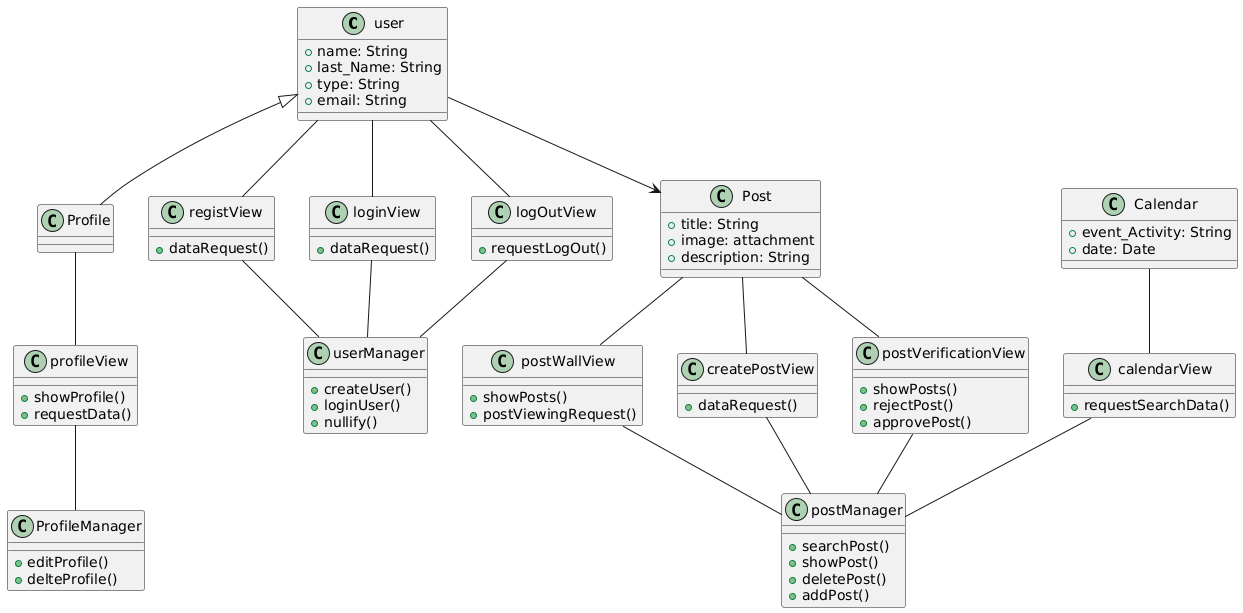 C user
name: String
last_Name: String
type: String
email: String
C Profile
C registView
dataRequest()
C loginView
dataRequest()
C logOutView
requestLogOut()
C Post
title: String
image: attachment
description: String
C Calendar
event_Activity: String
date: Date
C profileView
showProfile()
requestData()
C userManager
createUser()
loginUser()
nullify()
C postWallView
showPosts()
postViewingRequest()
C createPostView
dataRequest()
C postVerificationView
showPosts()
rejectPost()
approvePost()
C calendarView
requestSearchData()
C ProfileManager
editProfile()
delteProfile()
C postManager
searchPost()
showPost()
deletePost()
addPost()